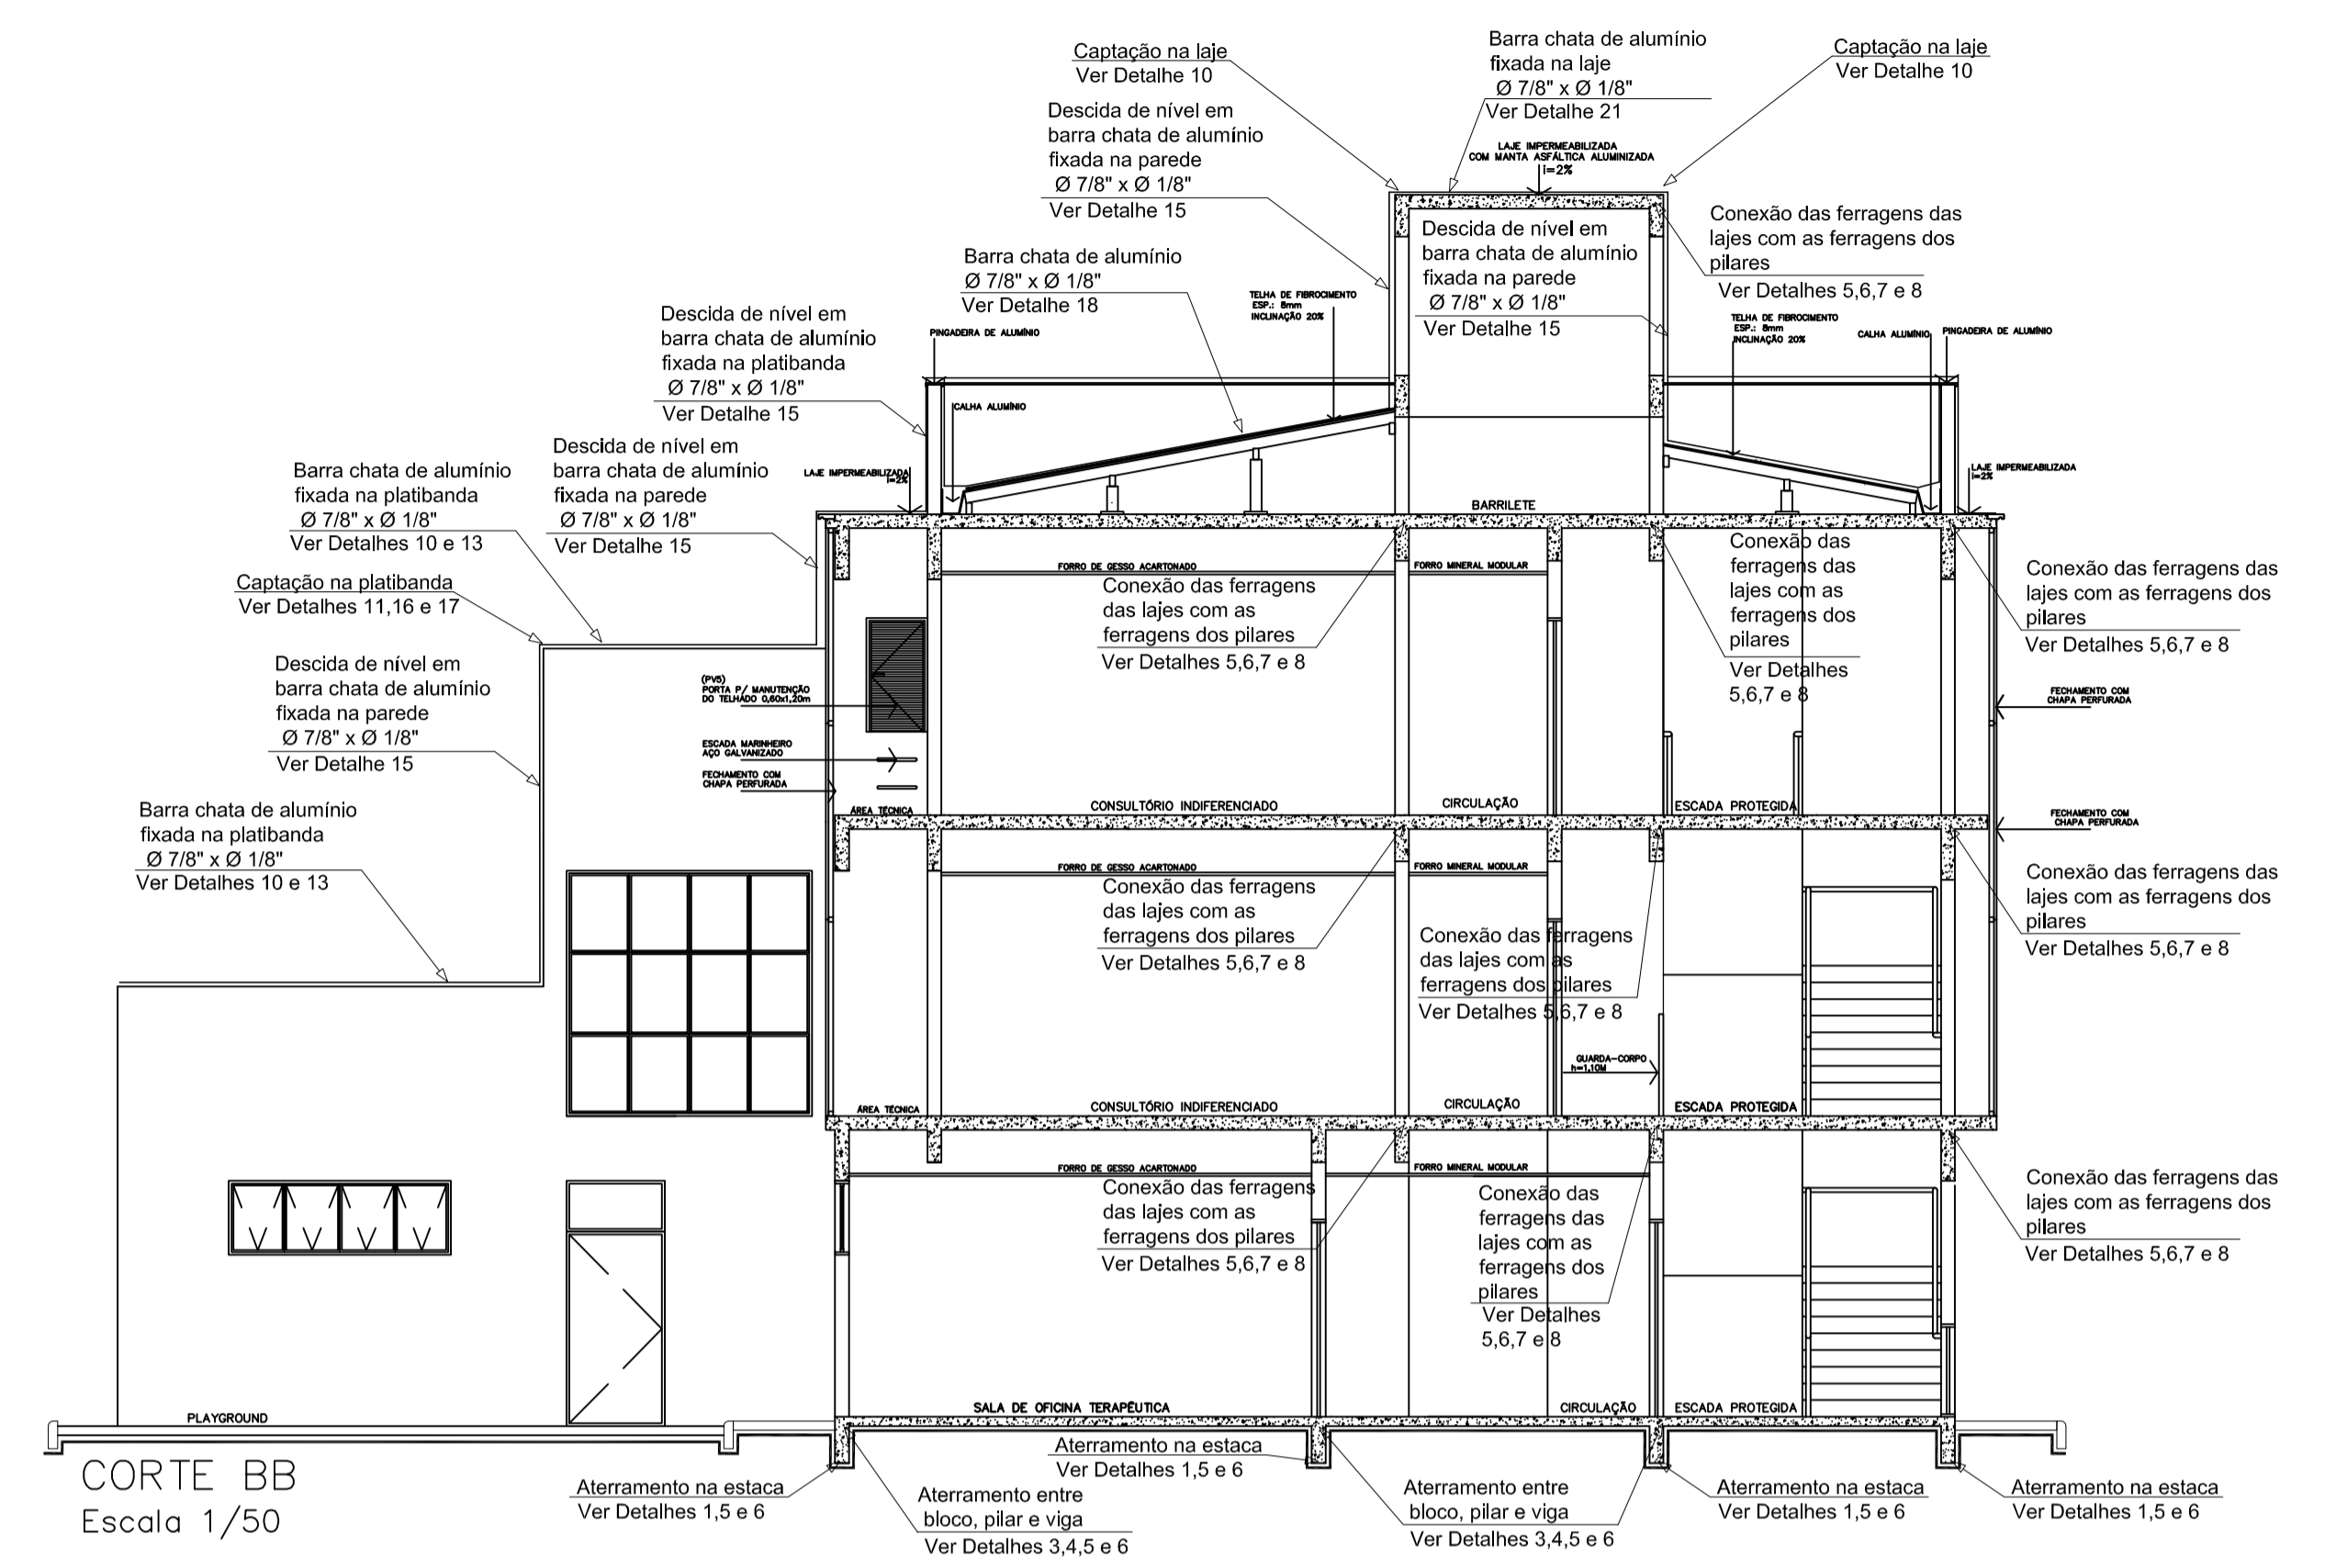 Captação na laje
Ver Detalhe 10
Barra chata de alumínio
fixada na laje
Ø 7/8" x Ø 1/8"
Ver Detalhe 21
Captação na laje
Ver Detalhe 10
Descida de nível em
barra chata de alumínio
fixada na parede
Ø 7/8" x Ø 1/8"
Ver Detalhe 15
LAJE IMPERMEABILIZADA
COM MANTA ASFÁLTICA ALUMINIZADA
i=2%
Descida de nível em
barra chata de alumínio
fixada na parede
Ø 7/8" x Ø 1/8"
Ver Detalhe 15
Conexão das ferragens das
lajes com as ferragens dos
pilares
Ver Detalhes 5,6,7 e 8
Barra chata de alumínio
Ø 7/8" x Ø 1/8"
Ver Detalhe 18
TELHA DE FIBROCIMENTO
ESP.: 8mm
INCLINAÇÃO 20%
TELHA DE FIBROCIMENTO
ESP.: 8mm
INCLINAÇÃO 20%
CALHA ALUMÍNIO
PINGADEIRA DE ALUMÍNIO
Descida de nível em
barra chata de alumínio
fixada na platibanda
Ø 7/8" x Ø 1/8"
Ver Detalhe 15
PINGADEIRA DE ALUMÍNIO
CALHA ALUMÍNIO
Descida de nível em
barra chata de alumínio
fixada na parede
Ø 7/8" x Ø 1/8"
Ver Detalhe 15
LAJE IMPERMEABILIZADA
i=2%
LAJE IMPERMEABILIZADA
i=2%
Barra chata de alumínio
fixada na platibanda
Ø 7/8" x Ø 1/8"
Ver Detalhes 10 e 13
Captação na platibanda
Ver Detalhes 11,16 e 17
BARRILETE
FORRO DE GESSO ACARTONADO
FORRO MINERAL MODULAR
Conexão das ferragens
das lajes com as
ferragens dos pilares
Ver Detalhes 5,6,7 e 8
Conexão das
ferragens das
lajes com as
ferragens dos
pilares
Ver Detalhes
5,6,7 e 8
Conexão das ferragens das
lajes com as ferragens dos
pilares
Ver Detalhes 5,6,7 e 8
Descida de nível em
barra chata de alumínio
fixada na parede
Ø 7/8" x Ø 1/8"
Ver Detalhe 15
(PV5)
PORTA P/ MANUTENÇÃO
DO TELHADO 0,60x1,20m
ESCADA MARINHEIRO
AÇO GALVANIZADO
FECHAMENTO COM
CHAPA PERFURADA
FECHAMENTO COM
CHAPA PERFURADA
FECHAMENTO COM
CHAPA PERFURADA
Barra chata de alumínio
fixada na platibanda
Ø 7/8" x Ø 1/8"
Ver Detalhes 10 e 13
ÁREA TÉCNICA
CONSULTÓRIO INDIFERENCIADO
CIRCULAÇÃO
ESCADA PROTEGIDA
FORRO DE GESSO ACARTONADO
FORRO MINERAL MODULAR
Conexão das ferragens
das lajes com as
ferragens dos pilares
Ver Detalhes 5,6,7 e 8
Conexão das ferragens
das lajes com as
ferragens dos pilares
Ver Detalhes 5,6,7 e 8
Conexão das ferragens das
lajes com as ferragens dos
pilares
Ver Detalhes 5,6,7 e 8
GUARDA-CORPO
h=1,10M
ÁREA TÉCNICA
CONSULTÓRIO INDIFERENCIADO
CIRCULAÇÃO
ESCADA PROTEGIDA
FORRO DE GESSO ACARTONADO
FORRO MINERAL MODULAR
Conexão das ferragens
das lajes com as
ferragens dos pilares
Ver Detalhes 5,6,7 e 8
Conexão das
ferragens das
lajes com as
ferragens dos
pilares
Ver Detalhes
5,6,7 e 8
Conexão das ferragens das
lajes com as ferragens dos
pilares
Ver Detalhes 5,6,7 e 8
PLAYGROUND
SALA DE OFICINA TERAPÊUTICA
CIRCULAÇÃO
ESCADA PROTEGIDA
CORTE BB
Escala 1/50
Aterramento na estaca
Ver Detalhes 1,5 e 6
Aterramento entre
bloco, pilar e viga
Ver Detalhes 3,4,5 e 6
Aterramento na estaca
Ver Detalhes 1,5 e 6
Aterramento entre
bloco, pilar e viga
Ver Detalhes 3,4,5 e 6
Aterramento na estaca
Ver Detalhes 1,5 e 6
Aterramento na estaca
Ver Detalhes 1,5 e 6